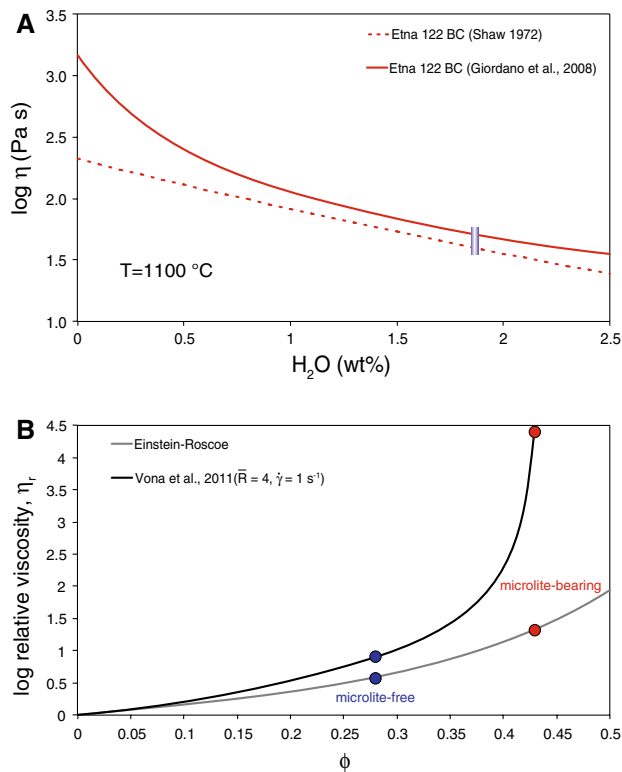 A
Etna 122 BC (Shaw 1972)
Etna 122 BC (Giordano et al., 2008)
3.5
3.0
2.5
2.0
1.5
1.0
log η (Pa s)
T=1100 °C
0
0.5
1
1.5
2
2.5
H₂O (wt%)
B
Einstein-Roscoe
Vona et al., 2011(R̅ = 4, γ̇ = 1 s⁻¹)
4.5
4
3.5
3
2.5
2
1.5
1
0.5
0
log relative viscosity, ηᵣ
microlite-bearing
microlite-free
0
0.05
0.1
0.15
0.2
0.25
0.3
0.35
0.4
0.45
0.5
ϕ